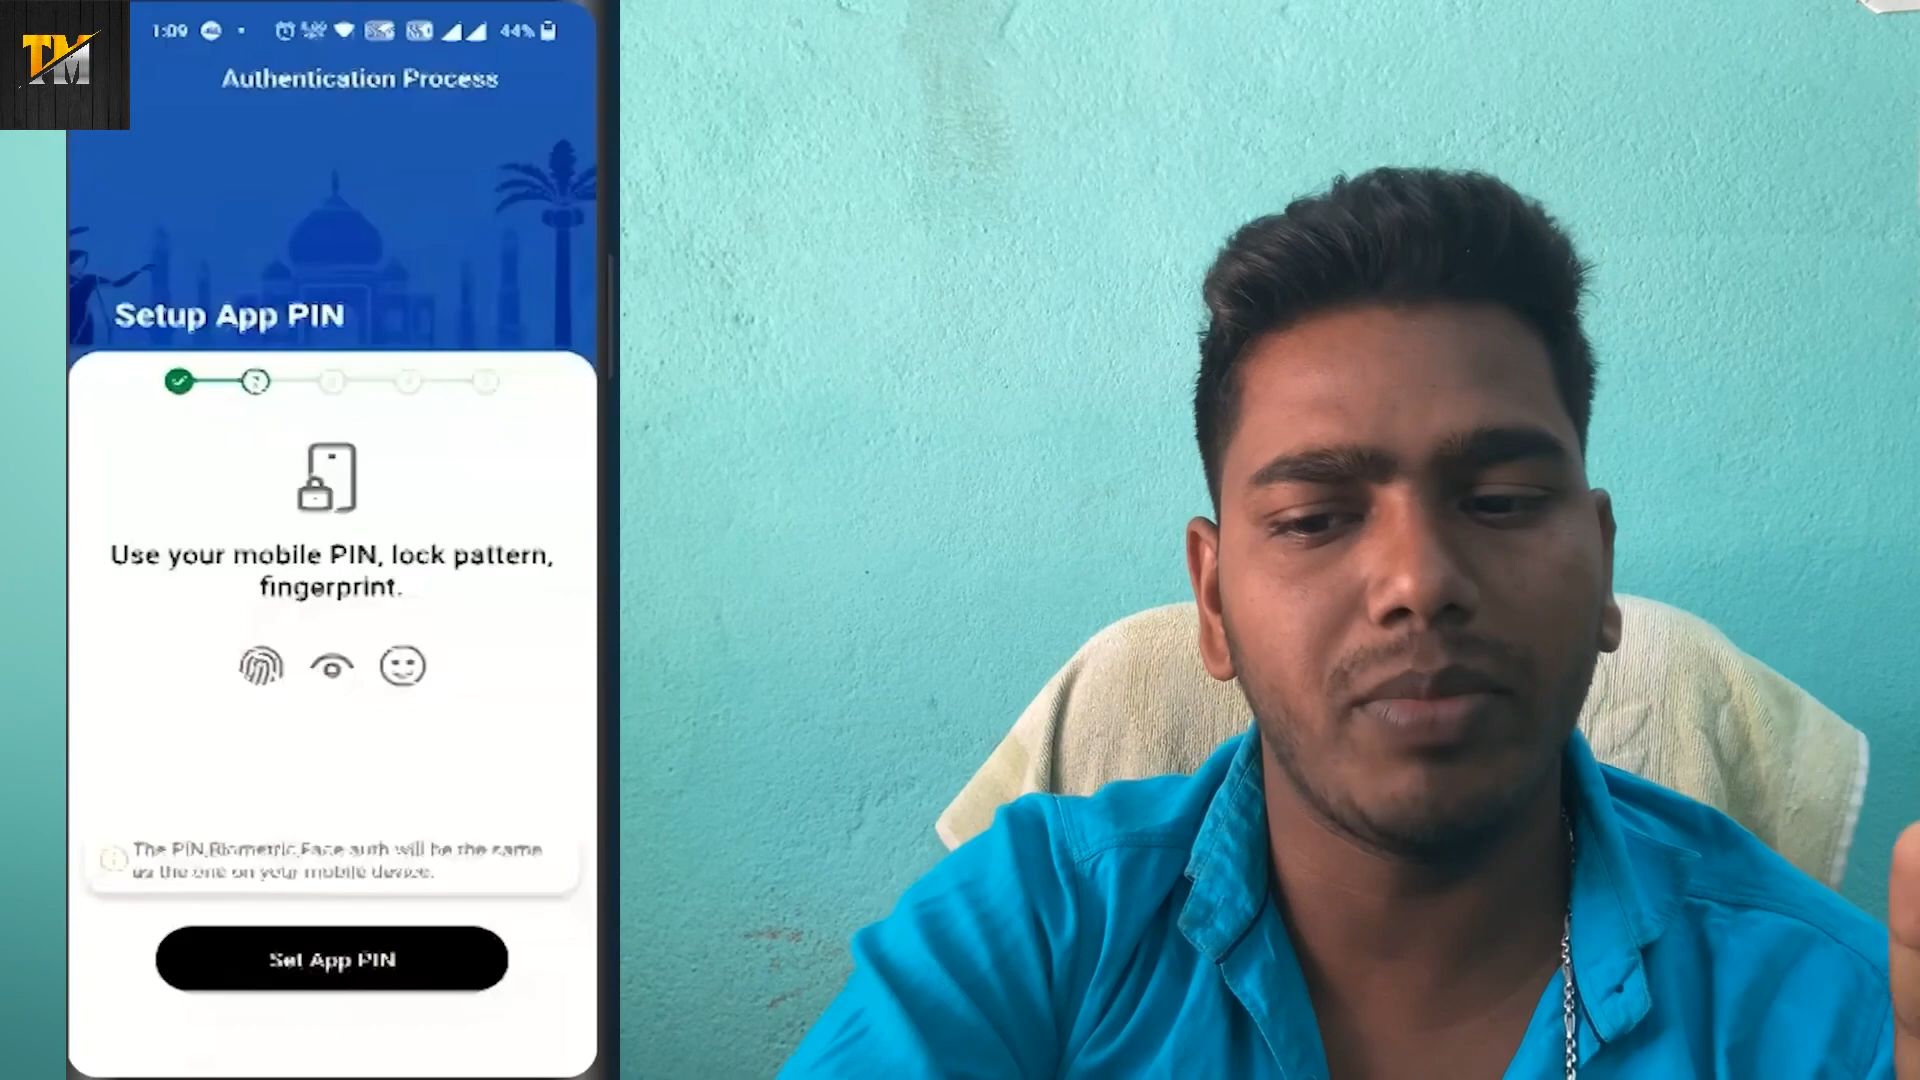 TM
1:09
44%
Authentication Process
Setup App PIN
Use your mobile PIN, lock pattern,
fingerprint.
The PIN,Biometric,Face auth will be the same
as the one on your mobile device.
Set App PIN